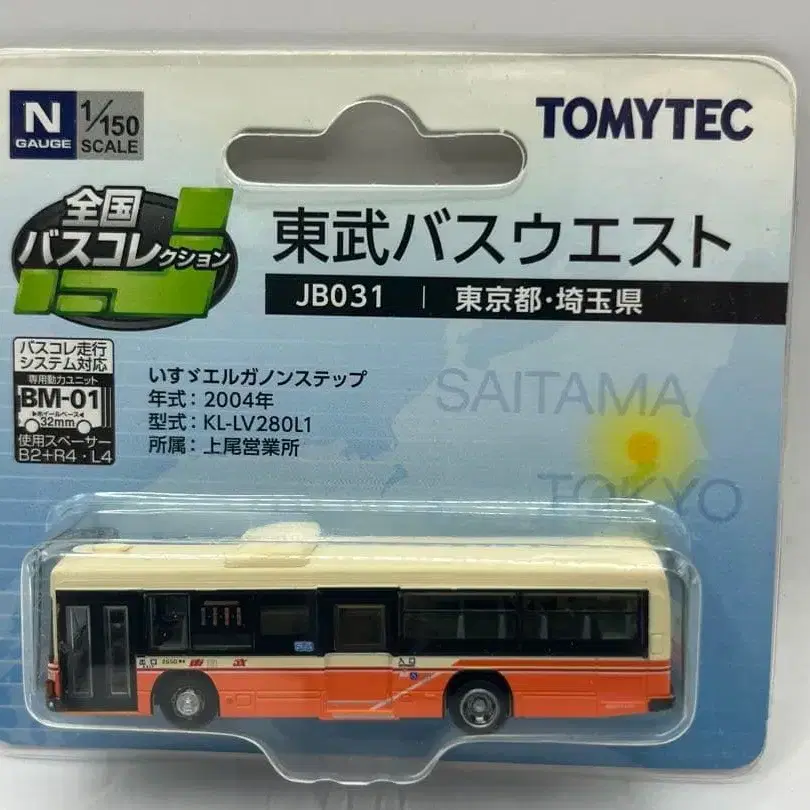 N GAUGE
1/150 SCALE
TOMYTEC
全国
バスコレクション
東武バスウエスト
JB031 | 東京都・埼玉県
バスコレ走行
システム対応
専用動力ユニット
BM-01
32mm
使用スペーサー
B2+R4・L4
いすゞエルガノンステップ
年式：2004年
型式：KL-LV280L1
所属：上尾営業所
SAITAMA
TOKYO
出口
入口